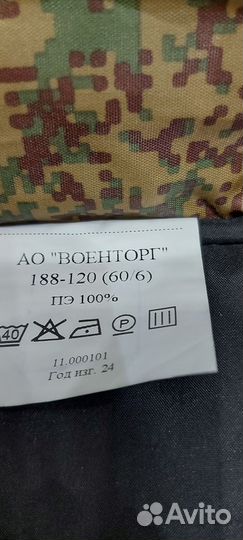 АО "ВОЕНТОРГ"
188-120 (60/6)
ПЭ 100%
40
P
11.000101
Год изг. 24
Avito